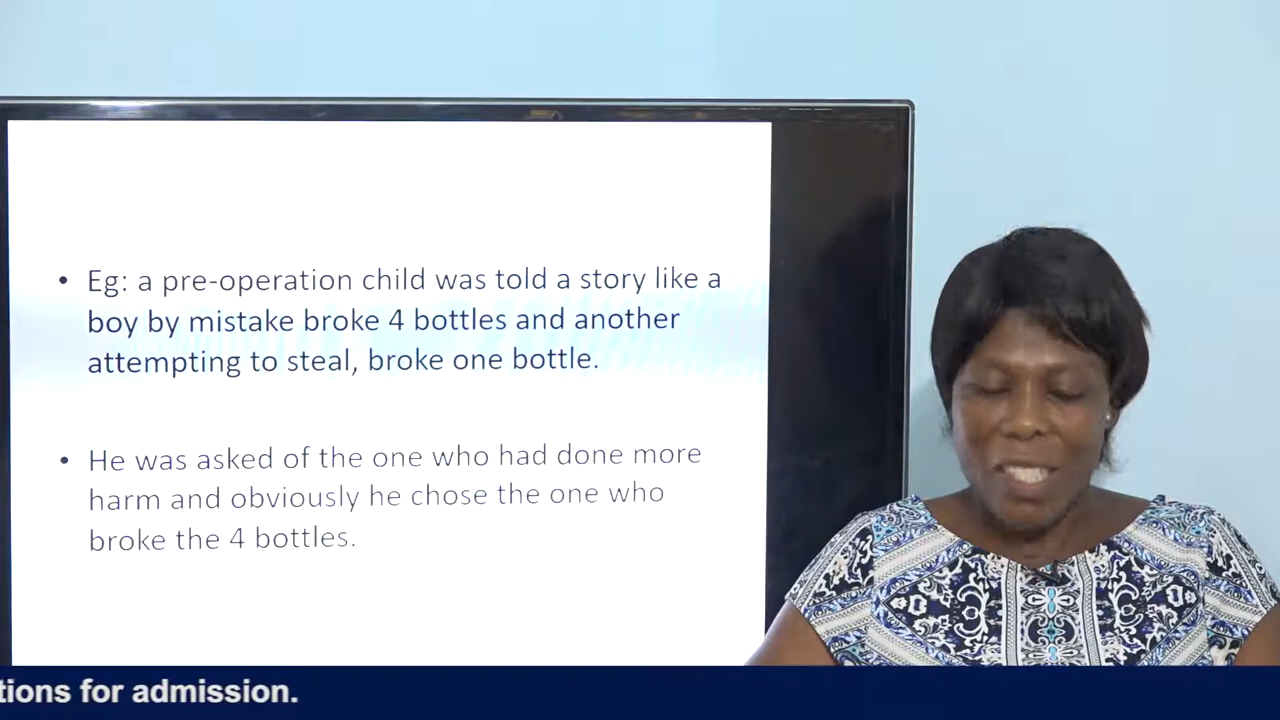 • Eg: a pre-operation child was told a story like a
boy by mistake broke 4 bottles and another
attempting to steal, broke one bottle.
• He was asked of the one who had done more
harm and obviously he chose the one who
broke the 4 bottles.
tions for admission.